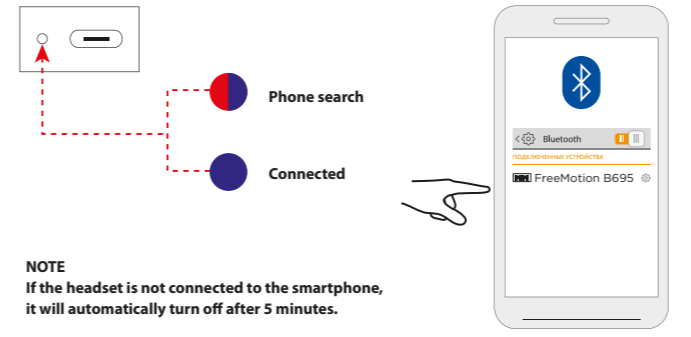 Phone search
Connected
Bluetooth
ПОДКЛЮЧЕННЫЕ УСТРОЙСТВА
FreeMotion B695
NOTE
If the headset is not connected to the smartphone,
it will automatically turn off after 5 minutes.